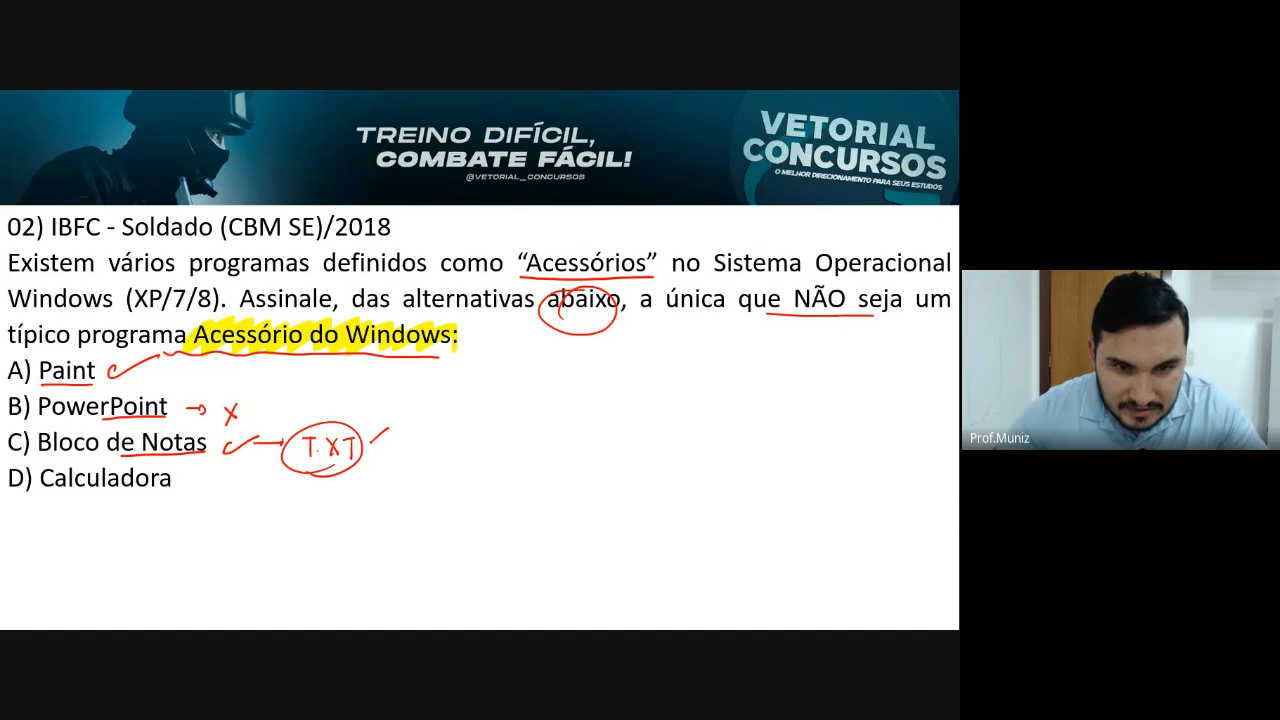 TREINO DIFÍCIL,
COMBATE FÁCIL!
@VETORIAL_CONCURSOS
VETORIAL
CONCURSOS
O MELHOR DIRECIONAMENTO PARA SEUS ESTUDOS
02) IBFC - Soldado (CBM SE)/2018
Existem vários programas definidos como “Acessórios” no Sistema Operacional
Windows (XP/7/8). Assinale, das alternativas abaixo, a única que NÃO seja um
típico programa Acessório do Windows:
A) Paint
B) PowerPoint → X
C) Bloco de Notas → T.XT
D) Calculadora
Prof.Muniz